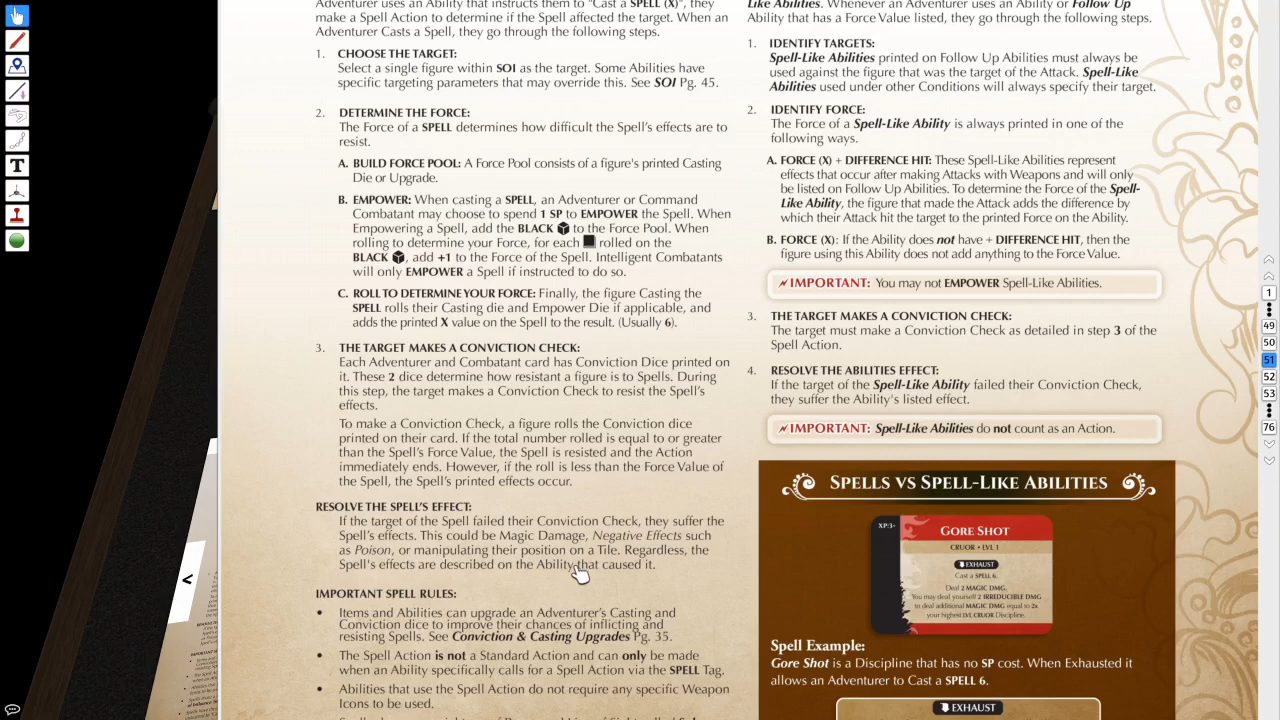 Adventurer uses an Ability that instructs them to "Cast a SPELL (X)", they
make a Spell Action to determine if the Spell affected the target. When an
Adventurer Casts a Spell, they go through the following steps.
1. CHOOSE THE TARGET:
Select a single figure within SOI as the target. Some Abilities have
specific targeting parameters that may override this. See SOI Pg. 45.
2. DETERMINE THE FORCE:
The Force of a SPELL determines how difficult the Spell's effects are to
resist.
A. BUILD FORCE POOL: A Force Pool consists of a figure's printed Casting
Die or Upgrade.
B. EMPOWER: When casting a SPELL, an Adventurer or Command
Combatant may choose to spend 1 SP to EMPOWER the Spell. When
Empowering a Spell, add the BLACK to the Force Pool. When
rolling to determine your Force, for each rolled on the
BLACK , add +1 to the Force of the Spell. Intelligent Combatants
will only EMPOWER a Spell if instructed to do so.
C. ROLL TO DETERMINE YOUR FORCE: Finally, the figure Casting the
SPELL rolls their Casting die and Empower Die if applicable, and
adds the printed X value on the Spell to the result. (Usually 6).
3. THE TARGET MAKES A CONVICTION CHECK:
Each Adventurer and Combatant card has Conviction Dice printed on
it. These 2 dice determine how resistant a figure is to Spells. During
this step, the target makes a Conviction Check to resist the Spell's
effects.
To make a Conviction Check, a figure rolls the Conviction dice
printed on their card. If the total number rolled is equal to or greater
than the Spell's Force Value, the Spell is resisted and the Action
immediately ends. However, if the roll is less than the Force Value of
the Spell, the Spell's printed effects occur.
RESOLVE THE SPELL'S EFFECT:
If the target of the Spell failed their Conviction Check, they suffer the
Spell's effects. This could be Magic Damage, Negative Effects such
as Poison, or manipulating their position on a Tile. Regardless, the
Spell's effects are described on the Ability that caused it.
IMPORTANT SPELL RULES:
• Items and Abilities can upgrade an Adventurer's Casting and
Conviction dice to improve their chances of inflicting and
resisting Spells. See Conviction & Casting Upgrades Pg. 35.
• The Spell Action is not a Standard Action and can only be made
when an Ability specifically calls for a Spell Action via the SPELL Tag.
• Abilities that use the Spell Action do not require any specific Weapon
Icons to be used.
Like Abilities. Whenever an Adventurer uses an Ability or Follow Up
Ability that has a Force Value listed, they go through the following steps.
1. IDENTIFY TARGETS:
Spell-Like Abilities printed on Follow Up Abilities must always be
used against the figure that was the target of the Attack. Spell-Like
Abilities used under other Conditions will always specify their target.
2. IDENTIFY FORCE:
The Force of a Spell-Like Ability is always printed in one of the
following ways.
A. FORCE (X) + DIFFERENCE HIT: These Spell-Like Abilities represent
effects that occur after making Attacks with Weapons and will only
be listed on Follow Up Abilities. To determine the Force of the Spell-
Like Ability, the figure that made the Attack adds the difference by
which their Attack hit the target to the printed Force on the Ability.
B. FORCE (X): If the Ability does not have + DIFFERENCE HIT, then the
figure using this Ability does not add anything to the Force Value.
IMPORTANT: You may not EMPOWER Spell-Like Abilities.
3. THE TARGET MAKES A CONVICTION CHECK:
The target must make a Conviction Check as detailed in step 3 of the
Spell Action.
4. RESOLVE THE ABILITIES EFFECT:
If the target of the Spell-Like Ability failed their Conviction Check,
they suffer the Ability's listed effect.
IMPORTANT: Spell-Like Abilities do not count as an Action.
SPELLS VS SPELL-LIKE ABILITIES
XP:3+
GORE SHOT
CRUOR • LVL 1
EXHAUST
Cast a SPELL 6.
Deal 2 MAGIC DMG.
You may deal yourself 2 IRREDUCIBLE DMG
to deal additional MAGIC DMG equal to 2x
your highest LVL CRUOR Discipline.
Spell Example:
Gore Shot is a Discipline that has no SP cost. When Exhausted it
allows an Adventurer to Cast a SPELL 6.
EXHAUST
1
49
50
51
52
53
76
T
<